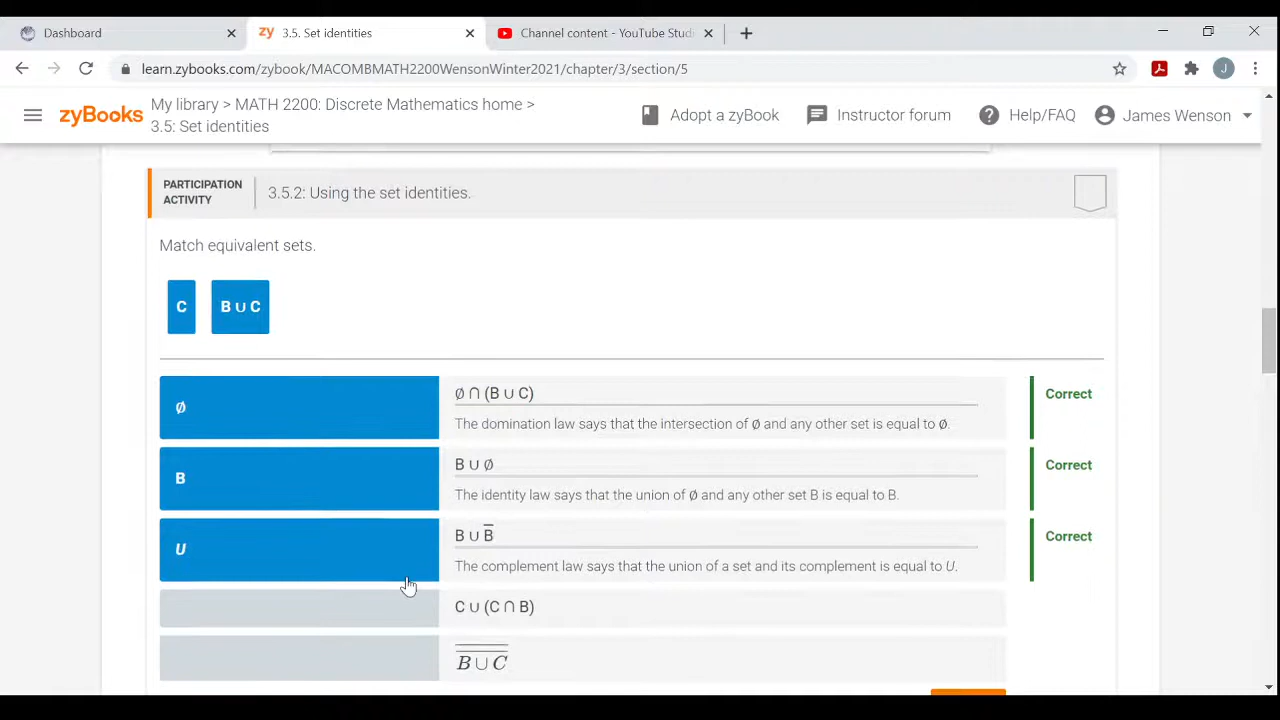 Dashboard
zy 3.5. Set identities
Channel content - YouTube Stud
learn.zybooks.com/zybook/MACOMBMATH2200WensonWinter2021/chapter/3/section/5
J
zyBooks
My library > MATH 2200: Discrete Mathematics home >
3.5: Set identities
Adopt a zyBook
Instructor forum
Help/FAQ
James Wenson
PARTICIPATION
ACTIVITY
3.5.2: Using the set identities.
Match equivalent sets.
C
B ∪ C
Ø
Ø ∩ (B ∪ C)
The domination law says that the intersection of Ø and any other set is equal to Ø.
Correct
B
B ∪ Ø
The identity law says that the union of Ø and any other set B is equal to B.
Correct
U
B ∪ B̅
The complement law says that the union of a set and its complement is equal to U.
Correct
C ∪ (C ∩ B)
$\overline{\overline{B ∪ C}}$